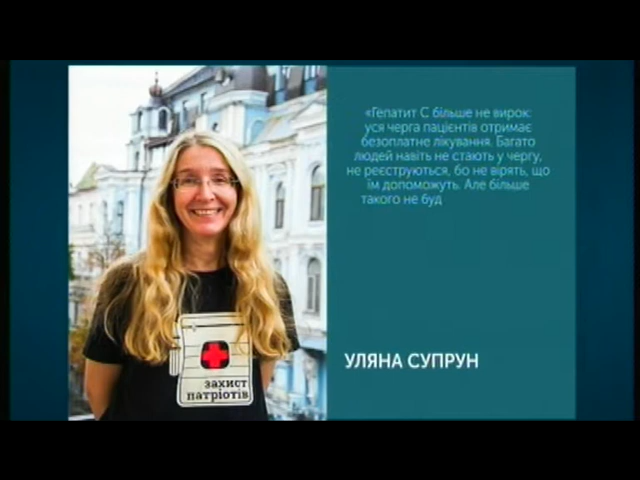 «Гепатит С більше не вирок:
уся черга пацієнтів отримає
безоплатне лікування. Багато
людей навіть не стають у чергу,
не реєструються, бо не вірять, що
їм допоможуть. Але більше
такого не буд
УЛЯНА СУПРУН
захист
патріотів